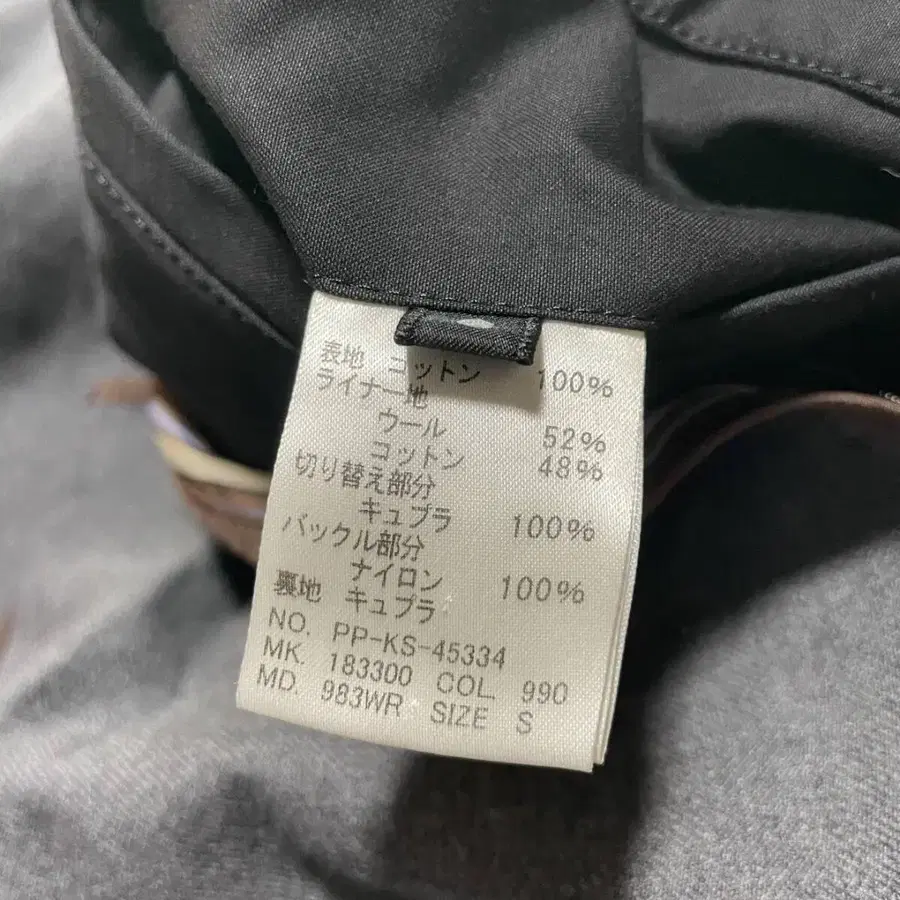 表地 コットン 100%
ライナー地
ウール 52%
コットン 48%
切り替え部分
キュプラ 100%
バックル部分
ナイロン 100%
裏地 キュプラ
NO. PP-KS-45334
MK. 183300 COL. 990
MD. 983WR SIZE S